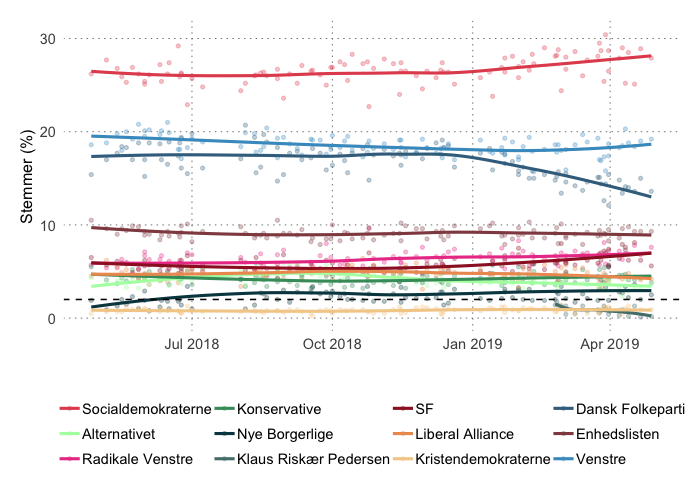 30
20
10
0
Stemmer (%)
Jul 2018 Oct 2018 Jan 2019 Apr 2019
Socialdemokraterne Konservative SF Dansk Folkeparti
Alternativet Nye Borgerlige Liberal Alliance Enhedslisten
Radikale Venstre Klaus Riskær Pedersen Kristendemokraterne Venstre